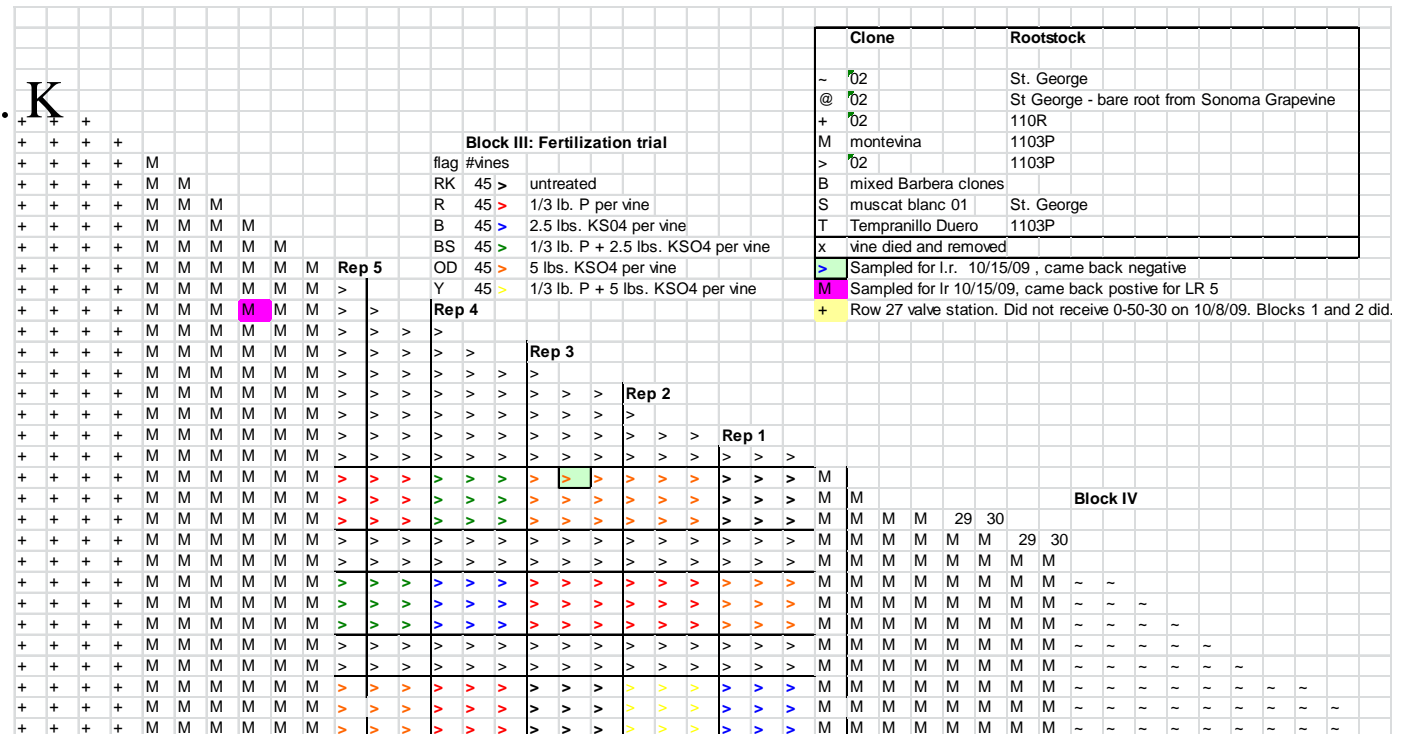 Clone Rootstock
~ 02 St. George
. K @ 02 St George - bare root from Sonoma Grapevine
+ + + + 02 110R
+ + + + Block III: Fertilization trial M montevina 1103P
+ + + + M flag #vines > 02 1103P
+ + + + M M RK 45 > untreated B mixed Barbera clones
+ + + + M M M R 45 > 1/3 lb. P per vine S muscat blanc 01 St. George
+ + + + M M M M B 45 > 2.5 lbs. KS04 per vine T Tempranillo Duero 1103P
+ + + + M M M M M BS 45 > 1/3 lb. P + 2.5 lbs. KSO4 per vine x vine died and removed
+ + + + M M M M M M Rep 5 OD 45 > 5 lbs. KSO4 per vine > Sampled for l.r. 10/15/09 , came back negative
+ + + + M M M M M M > Y 45 > 1/3 lb. P + 5 lbs. KSO4 per vine M Sampled for lr 10/15/09, came back postive for LR 5
+ + + + M M M M M M > > Rep 4 + Row 27 valve station. Did not receive 0-50-30 on 10/8/09. Blocks 1 and 2 did.
+ + + + M M M M M M > > > >
+ + + + M M M M M M > > > > > Rep 3
+ + + + M M M M M M > > > > > > >
+ + + + M M M M M M > > > > > > > > > Rep 2
+ + + + M M M M M M > > > > > > > > > >
+ + + + M M M M M M > > > > > > > > > > > > Rep 1
+ + + + M M M M M M > > > > > > > > > > > > > > >
+ + + + M M M M M M > > > > > > > > > > > > > > > M
+ + + + M M M M M M > > > > > > > > > > > > > > > M M Block IV
+ + + + M M M M M M > > > > > > > > > > > > > > > M M M M 29 30
+ + + + M M M M M M > > > > > > > > > > > > > > > M M M M M M 29 30
+ + + + M M M M M M > > > > > > > > > > > > > > > M M M M M M M M
+ + + + M M M M M M > > > > > > > > > > > > > > > M M M M M M M M ~ ~
+ + + + M M M M M M > > > > > > > > > > > > > > > M M M M M M M M ~ ~ ~
+ + + + M M M M M M > > > > > > > > > > > > > > > M M M M M M M M ~ ~ ~ ~
+ + + + M M M M M M > > > > > > > > > > > > > > > M M M M M M M M ~ ~ ~ ~ ~
+ + + + M M M M M M > > > > > > > > > > > > > > > M M M M M M M M ~ ~ ~ ~ ~ ~
+ + + + M M M M M M > > > > > > > > > > > > > > > M M M M M M M M ~ ~ ~ ~ ~ ~ ~ ~
+ + + + M M M M M M > > > > > > > > > > > > > > > M M M M M M M M ~ ~ ~ ~ ~ ~ ~ ~ ~
+ + + + M M M M M M > > > > > > > > > > > > > > > M M M M M M M M ~ ~ ~ ~ ~ ~ ~ ~ ~